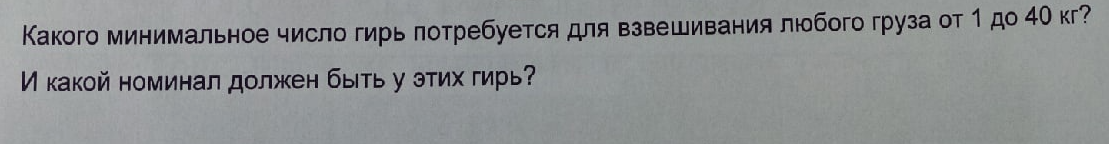 Какого минимальное число гирь потребуется для взвешивания любого груза от 1 до 40 кг?
И какой номинал должен быть у этих гирь?